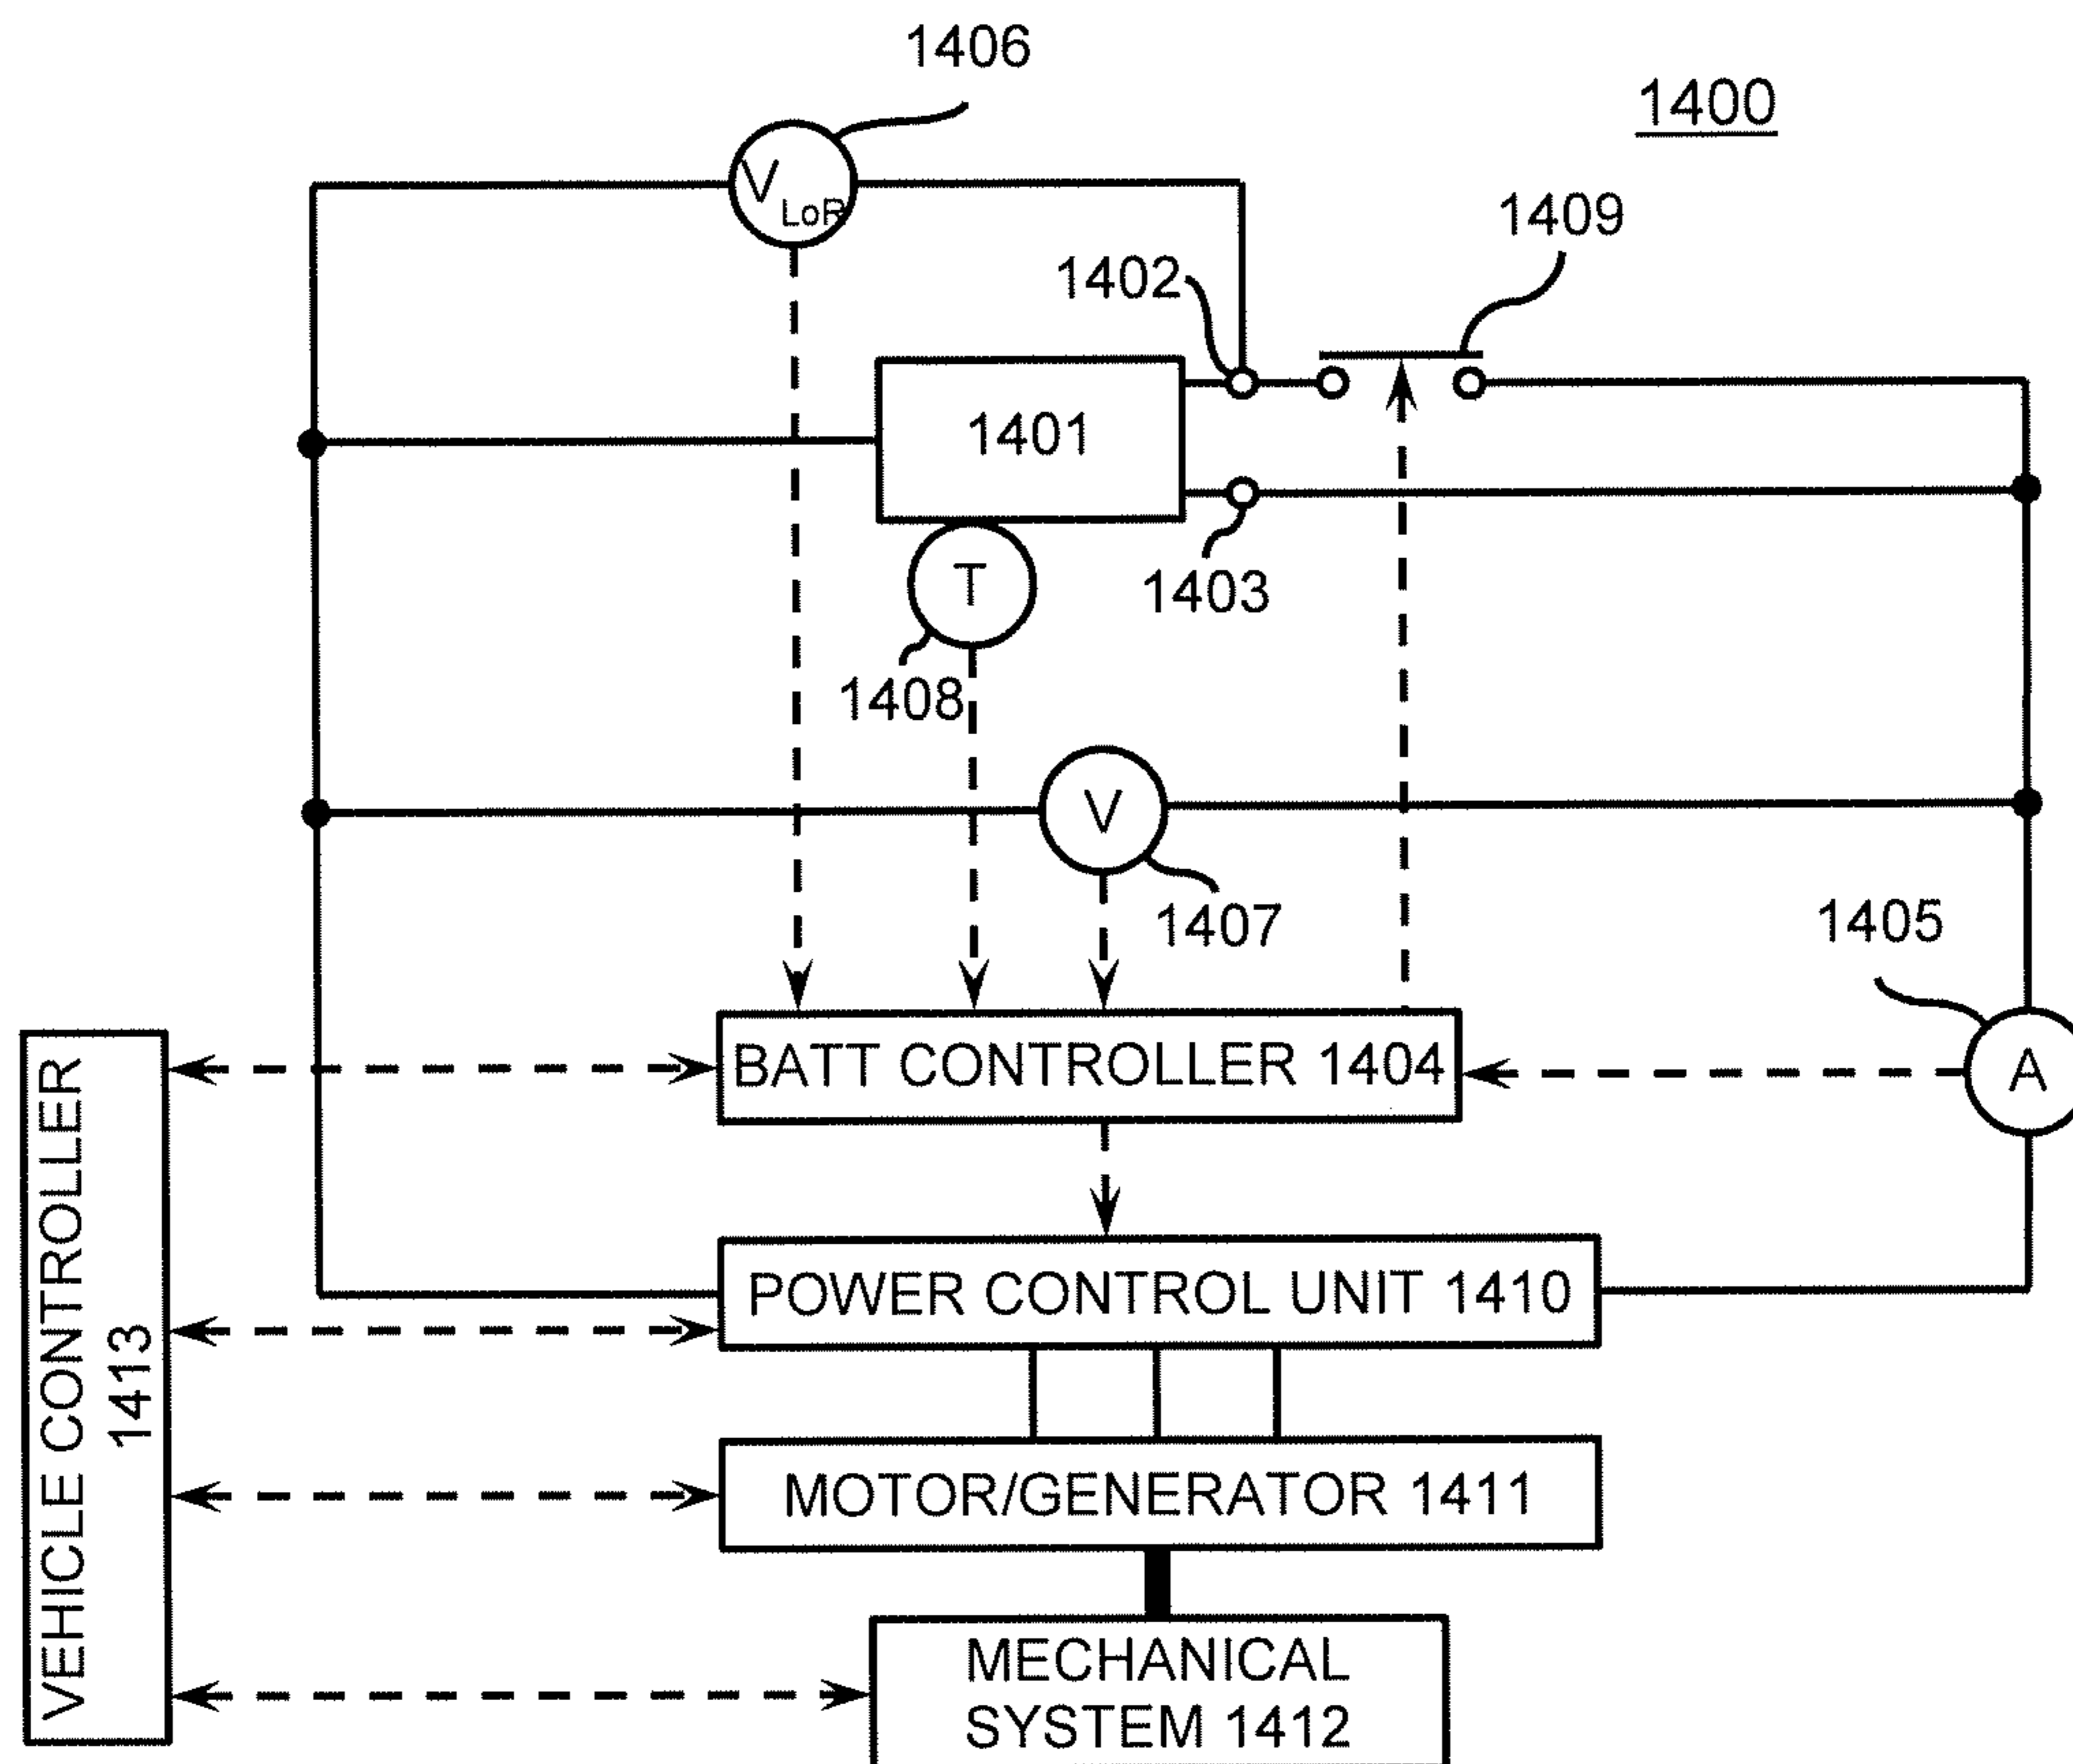 1406
1400
V LoR
1409
1402
1401
1403
T
1408
V
1407
1405
BATT CONTROLLER 1404
A
VEHICLE CONTROLLER
1413
POWER CONTROL UNIT 1410
MOTOR/GENERATOR 1411
MECHANICAL
SYSTEM 1412